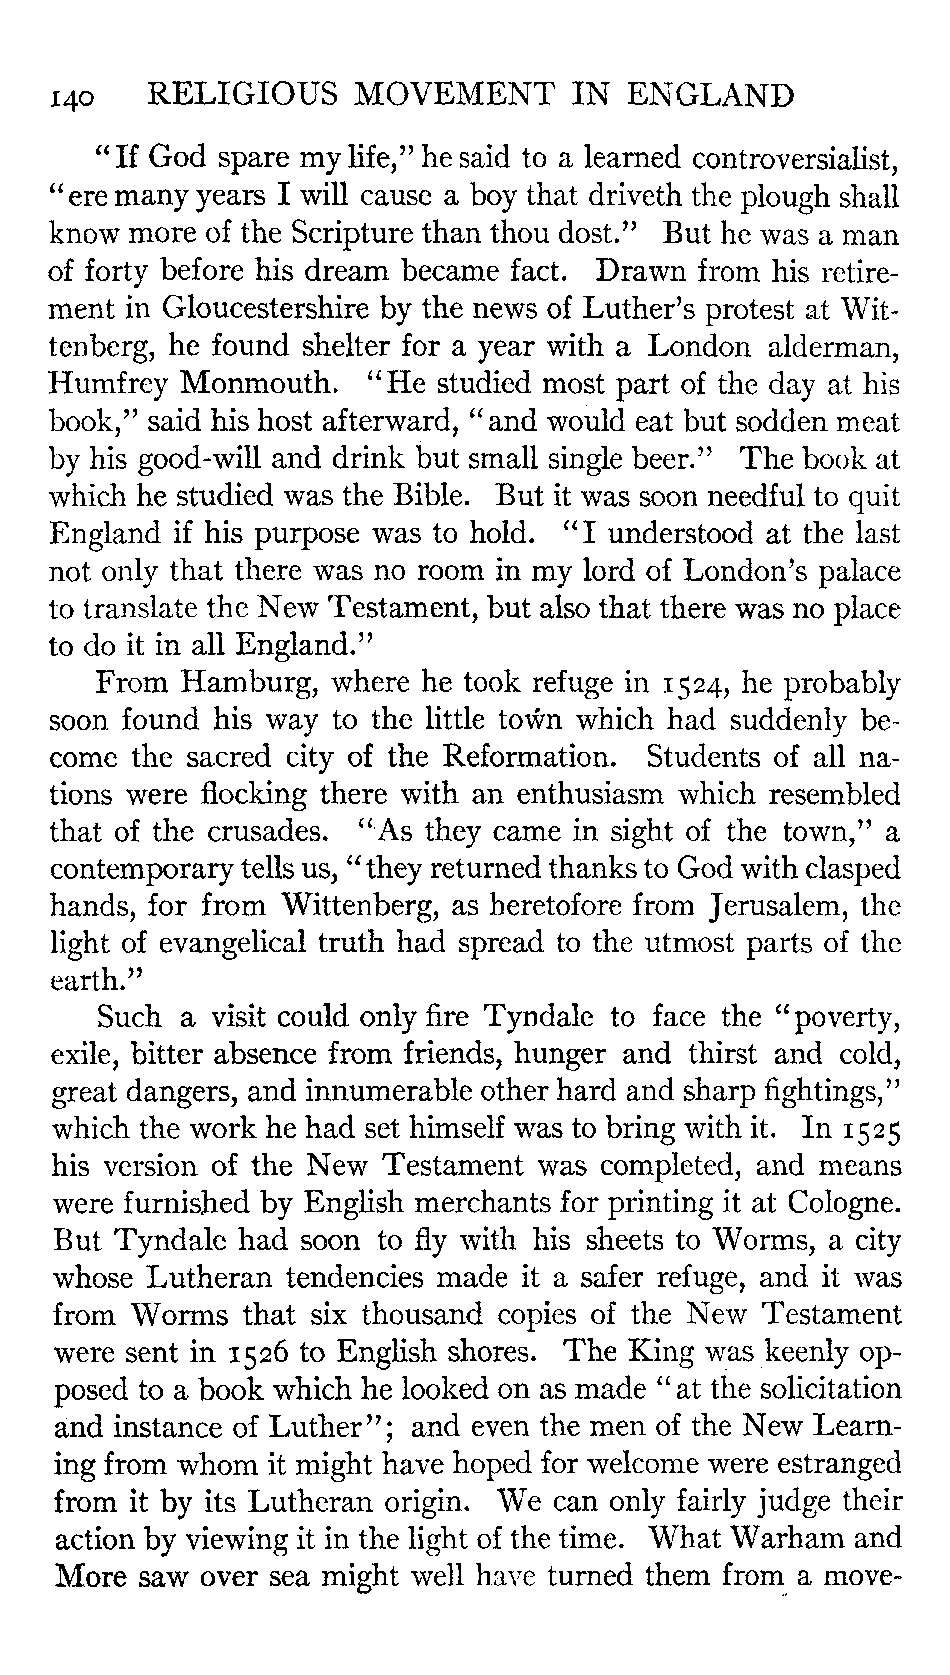 140 RELIGIOUS MOVEMENT IN ENGLAND
"If God spare my life," he said to a learned controversialist,
"ere many years I will cause a boy that driveth the plough shall
know more of the Scripture than thou dost." But he was a man
of forty before his dream became fact. Drawn from his retire-
ment in Gloucestershire by the news of Luther's protest at Wit-
tenberg, he found shelter for a year with a London alderman,
Humfrey Monmouth. "He studied most part of the day at his
book," said his host afterward, "and would eat but sodden meat
by his good-will and drink but small single beer." The book at
which he studied was the Bible. But it was soon needful to quit
England if his purpose was to hold. "I understood at the last
not only that there was no room in my lord of London's palace
to translate the New Testament, but also that there was no place
to do it in all England."
From Hamburg, where he took refuge in 1524, he probably
soon found his way to the little town which had suddenly be-
come the sacred city of the Reformation. Students of all na-
tions were flocking there with an enthusiasm which resembled
that of the crusades. "As they came in sight of the town," a
contemporary tells us, "they returned thanks to God with clasped
hands, for from Wittenberg, as heretofore from Jerusalem, the
light of evangelical truth had spread to the utmost parts of the
earth."
Such a visit could only fire Tyndale to face the "poverty,
exile, bitter absence from friends, hunger and thirst and cold,
great dangers, and innumerable other hard and sharp fightings,"
which the work he had set himself was to bring with it. In 1525
his version of the New Testament was completed, and means
were furnished by English merchants for printing it at Cologne.
But Tyndale had soon to fly with his sheets to Worms, a city
whose Lutheran tendencies made it a safer refuge, and it was
from Worms that six thousand copies of the New Testament
were sent in 1526 to English shores. The King was keenly op-
posed to a book which he looked on as made "at the solicitation
and instance of Luther"; and even the men of the New Learn-
ing from whom it might have hoped for welcome were estranged
from it by its Lutheran origin. We can only fairly judge their
action by viewing it in the light of the time. What Warham and
More saw over sea might well have turned them from a move-